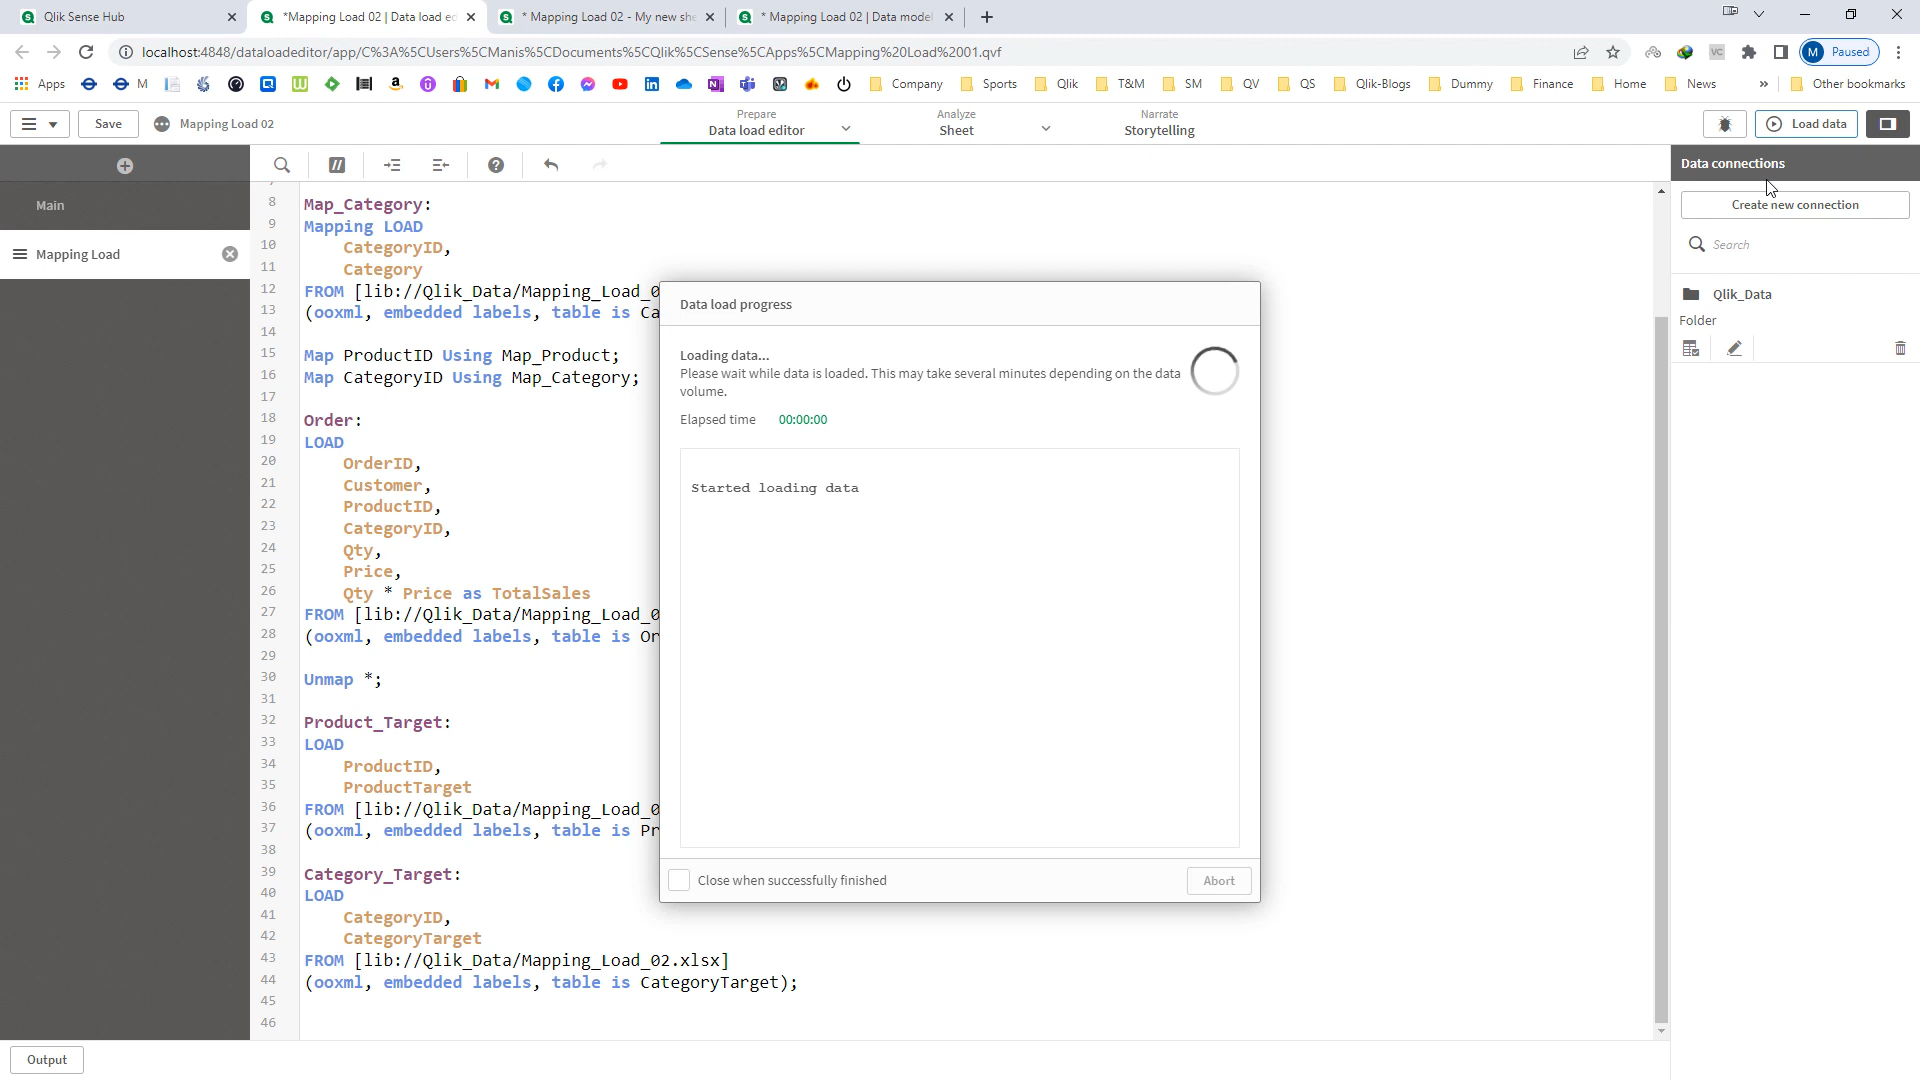 Qlik Sense Hub
*Mapping Load 02 | Data load ed
* Mapping Load 02 - My new she
* Mapping Load 02 | Data model
localhost:4848/dataloadeditor/app/C%3A%5CUsers%5CManis%5CDocuments%5CQlik%5CSense%5CApps%5CMapping%20Load%2001.qvf
M Paused
Apps
M
Company
Sports
Qlik
T&M
SM
QV
QS
Qlik-Blogs
Dummy
Finance
Home
News
»
Other bookmarks
Save
Mapping Load 02
Prepare
Data load editor
Analyze
Sheet
Narrate
Storytelling
Load data
Main
Mapping Load
8 Map_Category:
9 Mapping LOAD
10 CategoryID,
11 Category
12 FROM [lib://Qlik_Data/Mapping_Load_0
13 (ooxml, embedded labels, table is Ca
14
15 Map ProductID Using Map_Product;
16 Map CategoryID Using Map_Category;
17
18 Order:
19 LOAD
20 OrderID,
21 Customer,
22 ProductID,
23 CategoryID,
24 Qty,
25 Price,
26 Qty * Price as TotalSales
27 FROM [lib://Qlik_Data/Mapping_Load_0
28 (ooxml, embedded labels, table is Or
29
30 Unmap *;
31
32 Product_Target:
33 LOAD
34 ProductID,
35 ProductTarget
36 FROM [lib://Qlik_Data/Mapping_Load_0
37 (ooxml, embedded labels, table is Pr
38
39 Category_Target:
40 LOAD
41 CategoryID,
42 CategoryTarget
43 FROM [lib://Qlik_Data/Mapping_Load_02.xlsx]
44 (ooxml, embedded labels, table is CategoryTarget);
45
46
Data load progress
Loading data...
Please wait while data is loaded. This may take several minutes depending on the data
volume.
Elapsed time 00:00:00
Started loading data
Close when successfully finished
Abort
Data connections
Create new connection
Search
Qlik_Data
Folder
Output